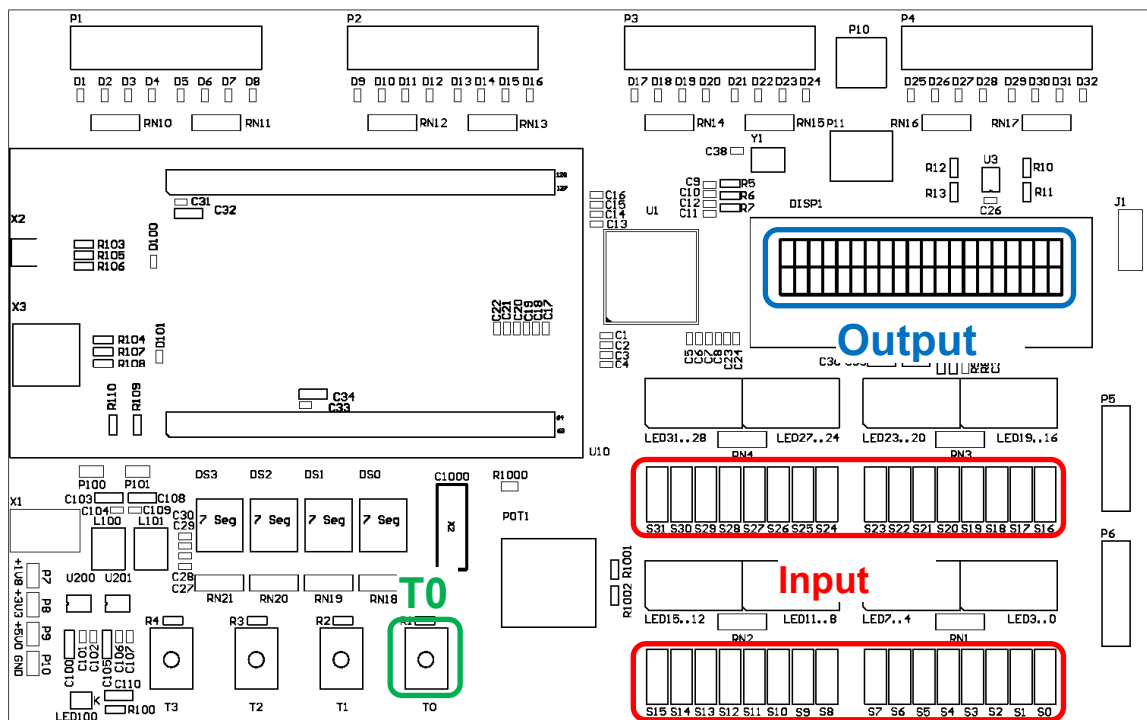 P1 P2 P3 P10 P4
D1 D2 D3 D4 D5 D6 D7 D8 D9 D10 D11 D12 D13 D14 D15 D16 D17 D18 D19 D20 D21 D22 D23 D24 D25 D26 D27 D28 D29 D30 D31 D32
RN10 RN11 RN12 RN13 RN14 RN15 P11 RN16 RN17
Y1
C38
128
127
R12 U3 R10
R13 R11
C26
C9 R5
C10 R6
C12 R7
C11
C31
C32
C16
C15
C14
C13
U1
DISP1
J1
X2
R103
R105
R106
D100
X3
C22 C21 C20 C19 C18 C17
R104
R107
R108
D101
C1
C2
C3
C4
C5 C6 C7 C8 C23 C24
Output
R110 R109
C34
C33
64
63
U10
LED31..28 LED27..24 LED23..20 LED19..16
RN4 RN3
P5
P100 P101
DS3 DS2 DS1 DS0
C1000 R1000
X1
C103 C108
C104 C109
L100 L101
C30
C29
7 Seg 7 Seg 7 Seg 7 Seg
X2
POT1
S31 S30 S29 S28 S27 S26 S25 S24 S23 S22 S21 S20 S19 S18 S17 S16
P6
+1V8 P7
U200 U201
C28
C27
RN21 RN20 RN19 RN18
T0
R1001
R1002
Input
+3V3 P8
LED15..12 LED11..8 LED7..4 LED3..0
RN2 RN1
+5V0 P9
R4 R3 R2 R1
GND P10
C100 C101 C102 C105 C106 C107
C110
K
LED100
R100
T3 T2 T1 T0
S15 S14 S13 S12 S11 S10 S9 S8 S7 S6 S5 S4 S3 S2 S1 S0